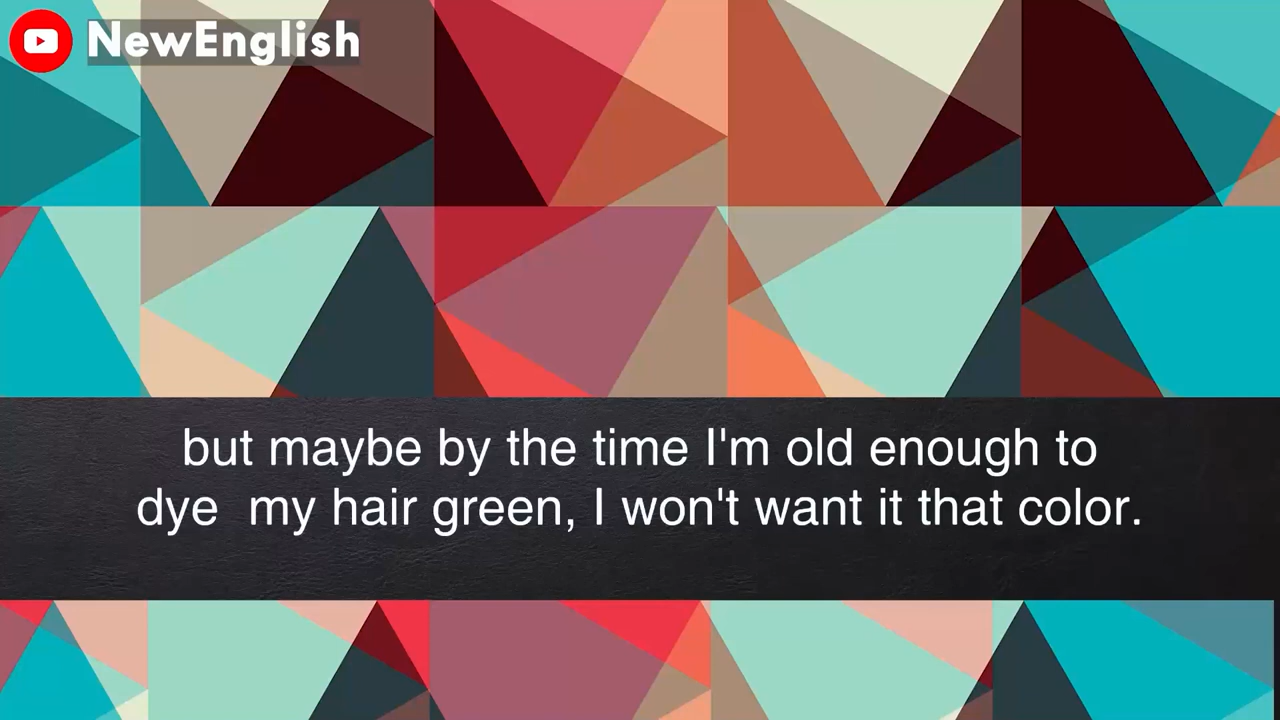 NewEnglish
but maybe by the time I'm old enough to
dye  my hair green, I won't want it that color.